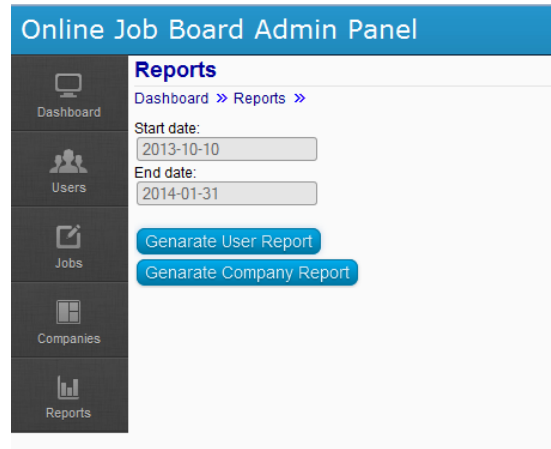 Online Job Board Admin Panel
Dashboard
Users
Jobs
Companies
Reports
Reports
Dashboard » Reports »
Start date:
2013-10-10
End date:
2014-01-31
Genarate User Report
Genarate Company Report